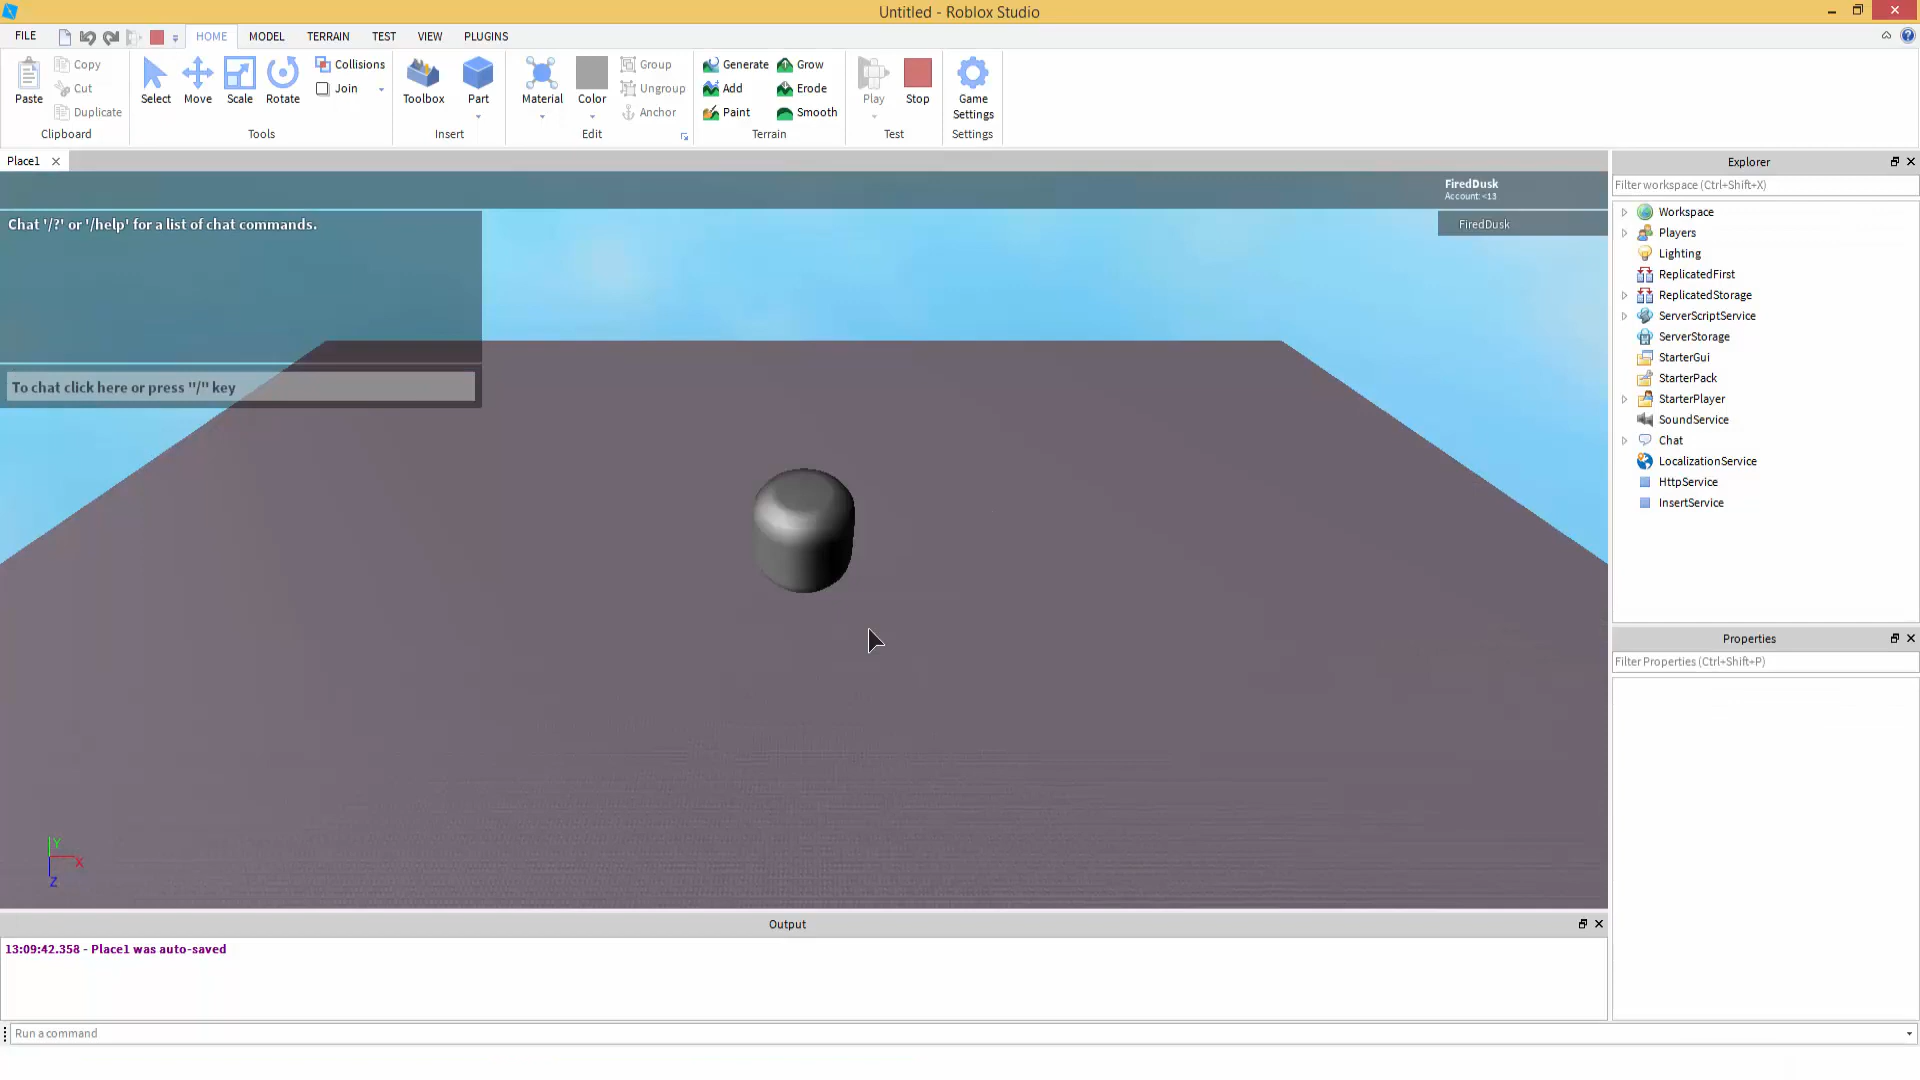 Untitled - Roblox Studio
FILE HOME MODEL TERRAIN TEST VIEW PLUGINS
Paste Copy Cut Duplicate
Clipboard
Select Move Scale Rotate Collisions Join
Tools
Toolbox Part
Insert
Material Color Group Ungroup Anchor
Edit
Generate Grow
Add Erode
Paint Smooth
Terrain
Play Stop
Test
Game Settings
Settings
Place1
FiredDusk
Account: <13
FiredDusk
Chat '/?' or '/help' for a list of chat commands.
To chat click here or press "/" key
Y
X
Z
Explorer
Filter workspace (Ctrl+Shift+X)
Workspace
Players
Lighting
ReplicatedFirst
ReplicatedStorage
ServerScriptService
ServerStorage
StarterGui
StarterPack
StarterPlayer
SoundService
Chat
LocalizationService
HttpService
InsertService
Properties
Filter Properties (Ctrl+Shift+P)
Output
13:09:42.358 - Place1 was auto-saved
Run a command